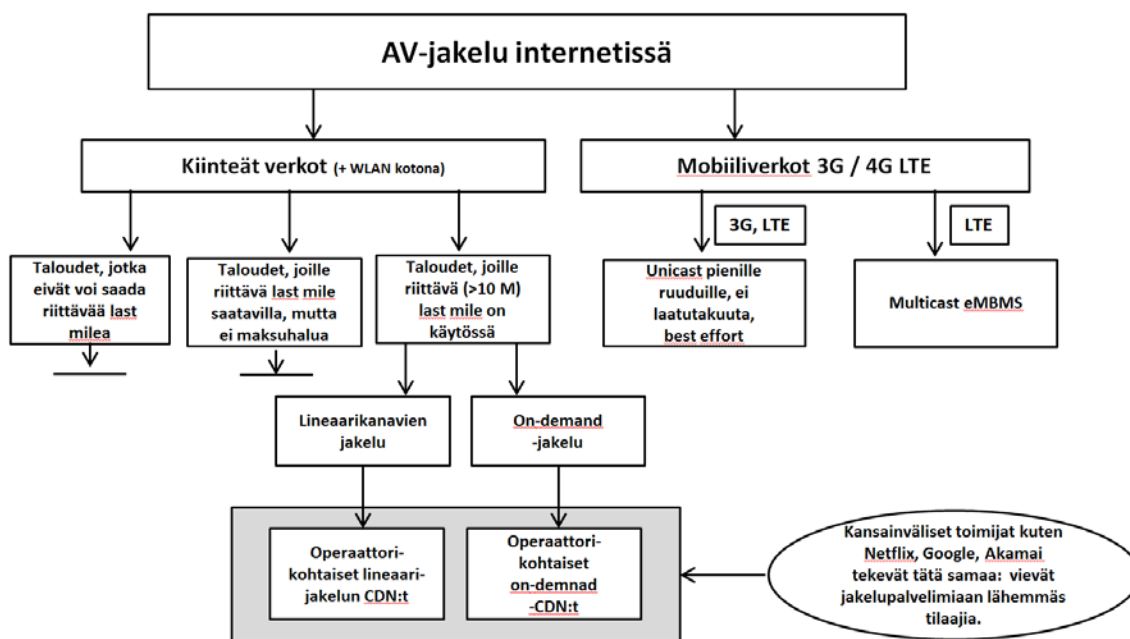 AV-jakelu internetissä
Kiinteät verkot (+ WLAN kotona)
Mobiiliverkot 3G / 4G LTE
3G, LTE
LTE
Taloudet, jotka
eivät voi saada
riittävää last
milea
Taloudet, joille
riittävä last mile
saatavilla, mutta
ei maksuhalua
Taloudet, joille
riittävä (>10 M)
last mile on
käytössä
Unicast pienille
ruuduille, ei
laatutakuuta,
best effort
Multicast eMBMS
Lineaarikanavien
jakelu
On-demand
-jakelu
Operaattori-
kohtaiset lineaari-
jakelun CDN:t
Operaattori-
kohtaiset
on-demnad
-CDN:t
Kansainväliset toimijat kuten
Netflix, Google, Akamai
tekevät tätä samaa: vievät
jakelupalvelimiaan lähemmäs
tilaajia.